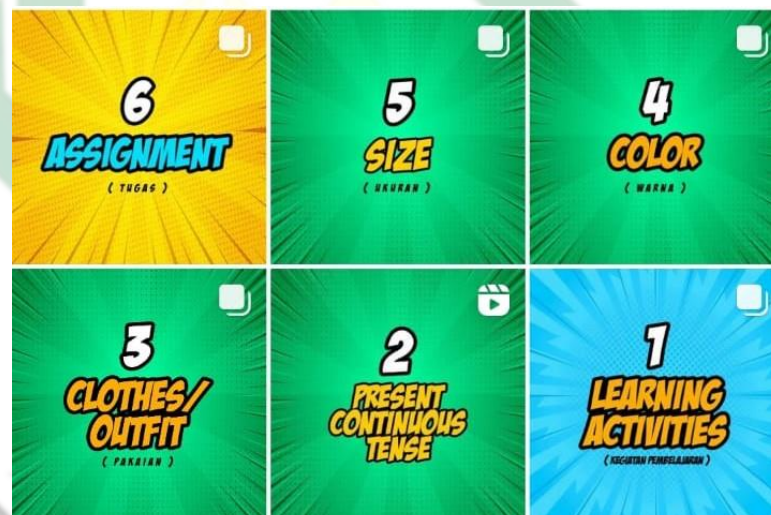 6
ASSIGNMENT
( TUGAS )
5
SIZE
( UKURAN )
4
COLOR
( WARNA )
3
CLOTHES/
OUTFIT
( PAKAIAN )
2
PRESENT
CONTINUOUS
TENSE
1
LEARNING
ACTIVITIES
( KEGIATAN PEMBELAJARAN )